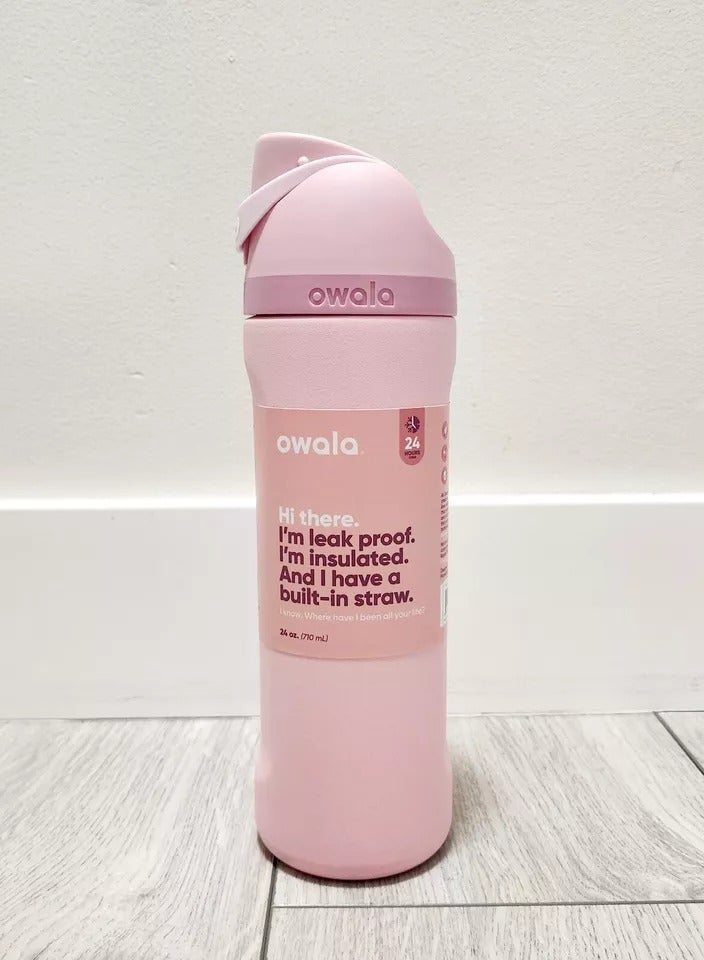 owala
owala
24
HOURS
Hi there.
I'm leak proof.
I'm insulated.
And I have a
built-in straw.
I know. Where have I been all your life?
24 oz. (710 mL)